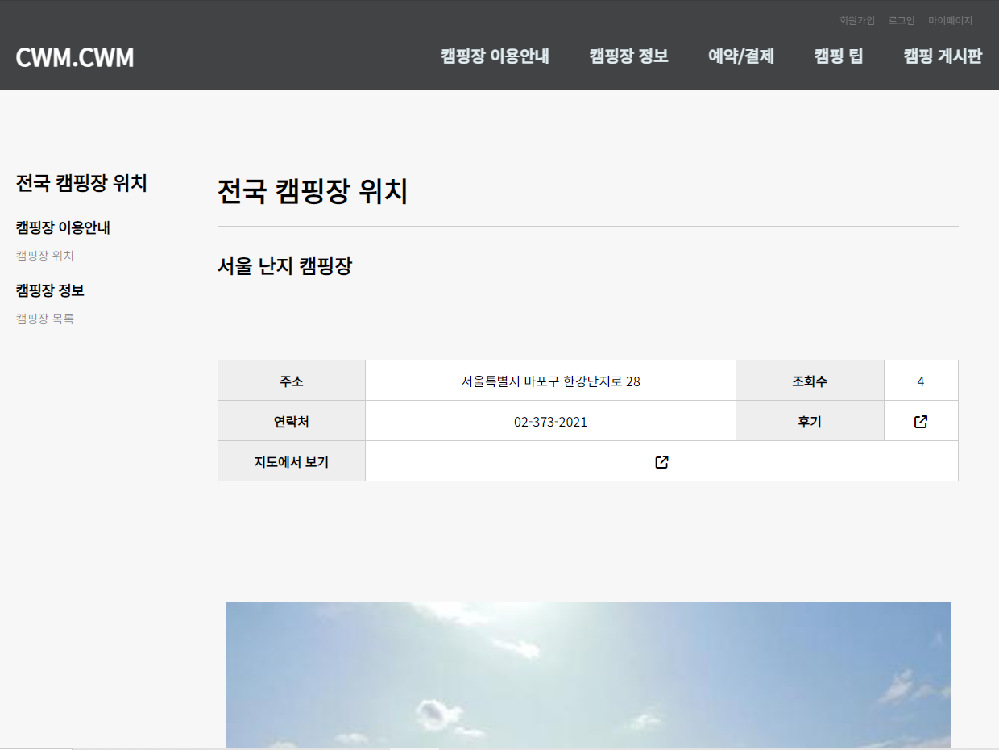 회원가입 로그인 마이페이지
CWM.CWM 캠핑장 이용안내 캠핑장 정보 예약/결제 캠핑 팁 캠핑 게시판
전국 캠핑장 위치
캠핑장 이용안내
캠핑장 위치
캠핑장 정보
캠핑장 목록
전국 캠핑장 위치
서울 난지 캠핑장
주소 서울특별시 마포구 한강난지로 28 조회수 4
연락처 02-373-2021 후기
지도에서 보기